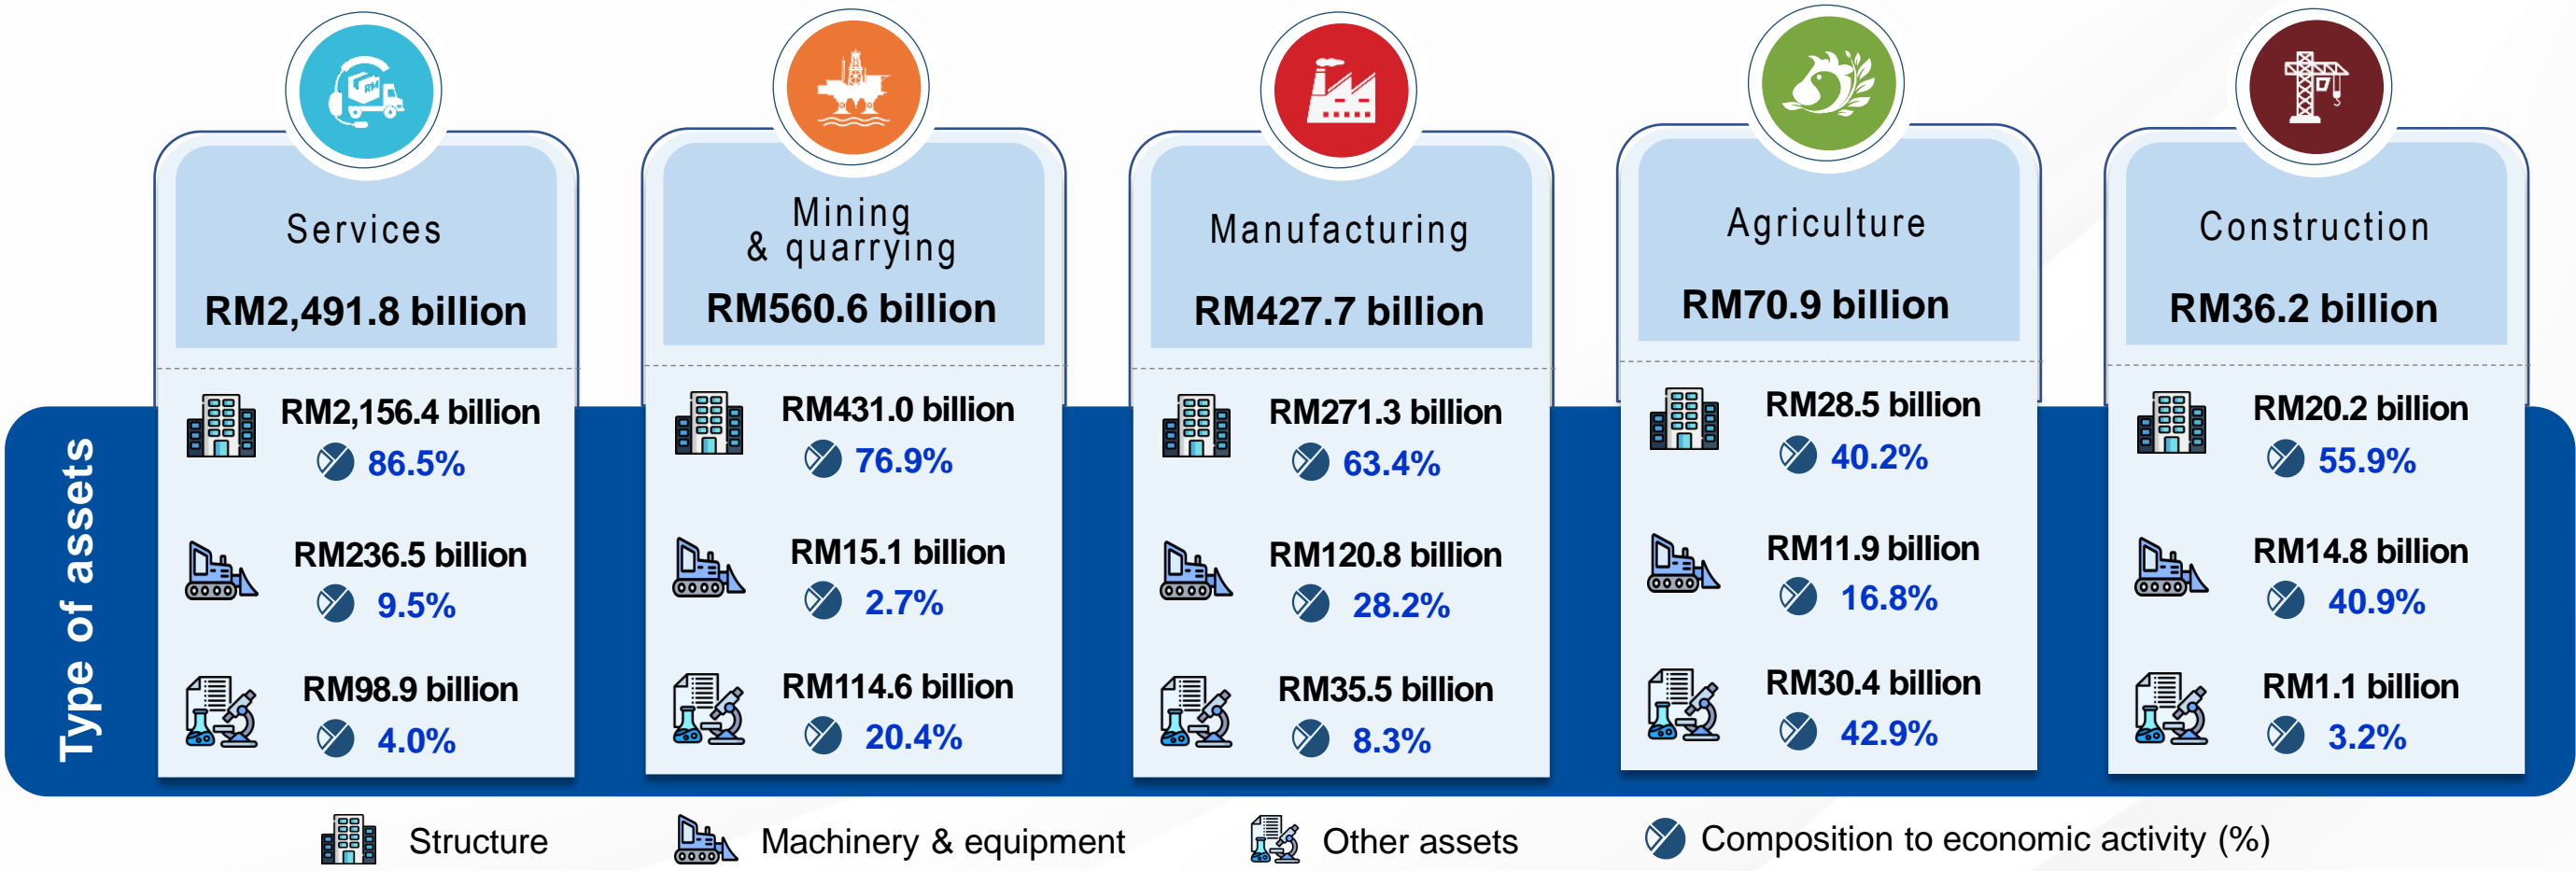 RM
Services
RM2,491.8 billion
RM2,156.4 billion
86.5%
RM236.5 billion
9.5%
RM98.9 billion
4.0%
Mining
& quarrying
RM560.6 billion
RM431.0 billion
76.9%
RM15.1 billion
2.7%
RM114.6 billion
20.4%
Manufacturing
RM427.7 billion
RM271.3 billion
63.4%
RM120.8 billion
28.2%
RM35.5 billion
8.3%
Agriculture
RM70.9 billion
RM28.5 billion
40.2%
RM11.9 billion
16.8%
RM30.4 billion
42.9%
Construction
RM36.2 billion
RM20.2 billion
55.9%
RM14.8 billion
40.9%
RM1.1 billion
3.2%
Type of assets
Structure
Machinery & equipment
Other assets
Composition to economic activity (%)